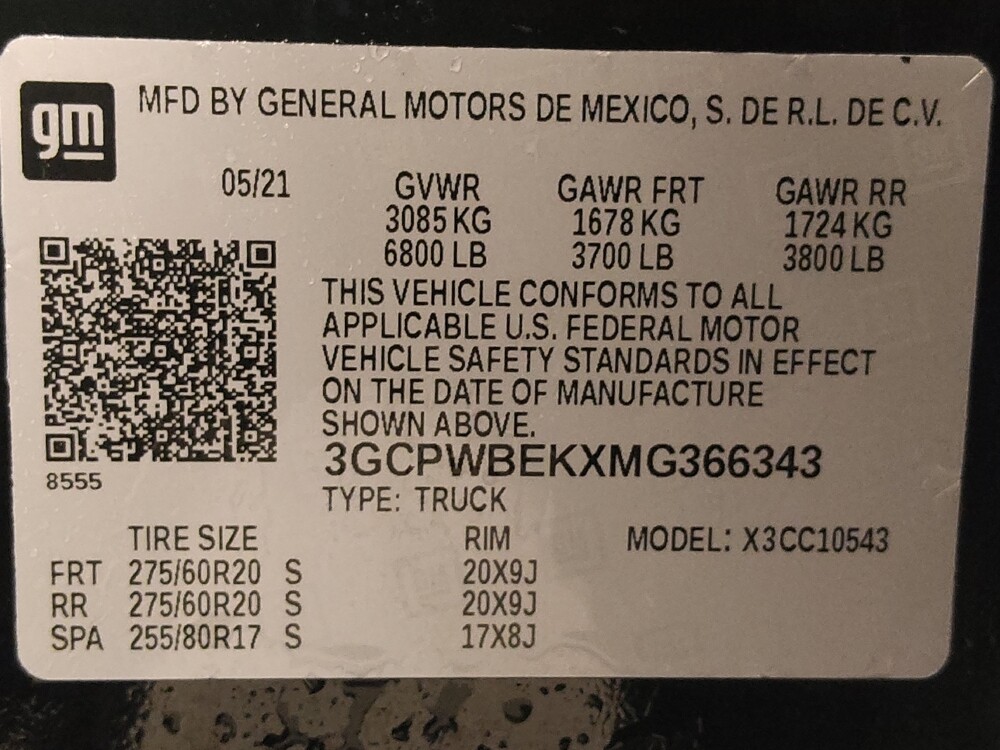 gm
MFD BY GENERAL MOTORS DE MEXICO, S. DE R.L. DE C.V.
05/21 GVWR GAWR FRT GAWR RR
3085 KG 1678 KG 1724 KG
6800 LB 3700 LB 3800 LB
THIS VEHICLE CONFORMS TO ALL
APPLICABLE U.S. FEDERAL MOTOR
VEHICLE SAFETY STANDARDS IN EFFECT
ON THE DATE OF MANUFACTURE
SHOWN ABOVE.
3GCPWBEKXMG366343
8555
TYPE: TRUCK
TIRE SIZE RIM MODEL: X3CC10543
FRT 275/60R20 S 20X9J
RR 275/60R20 S 20X9J
SPA 255/80R17 S 17X8J